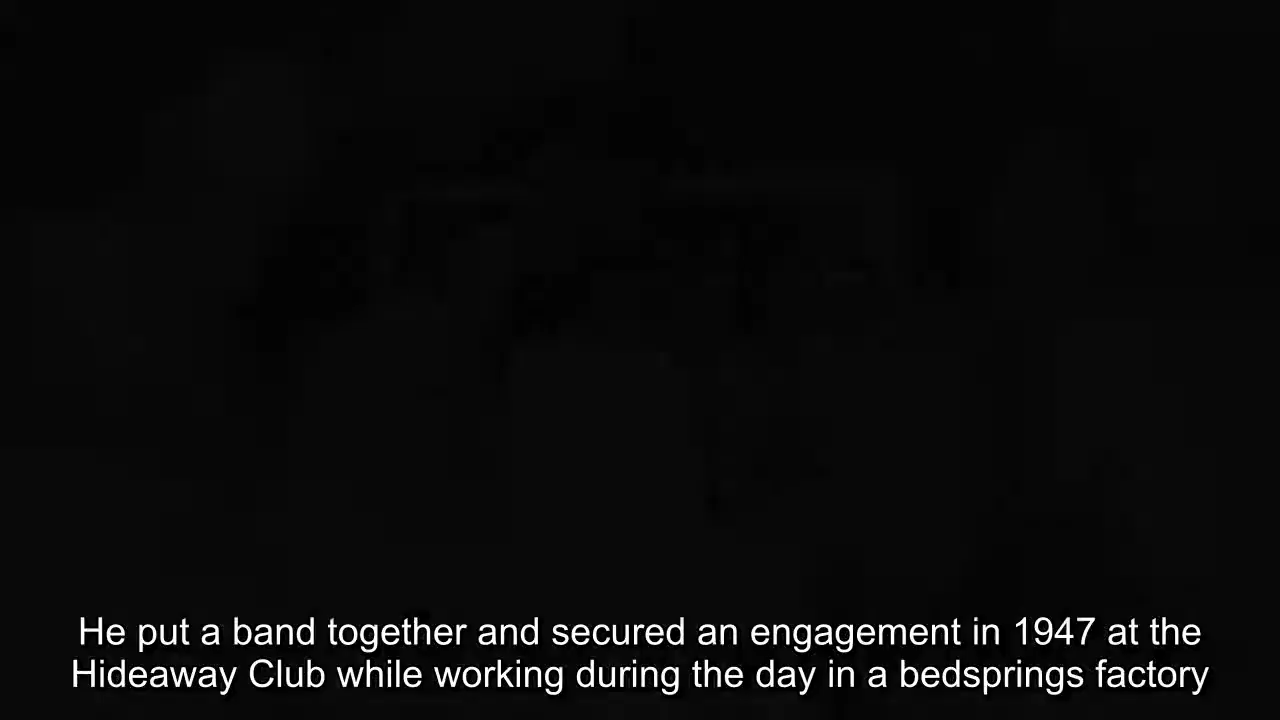 He put a band together and secured an engagement in 1947 at the
Hideaway Club while working during the day in a bedsprings factory